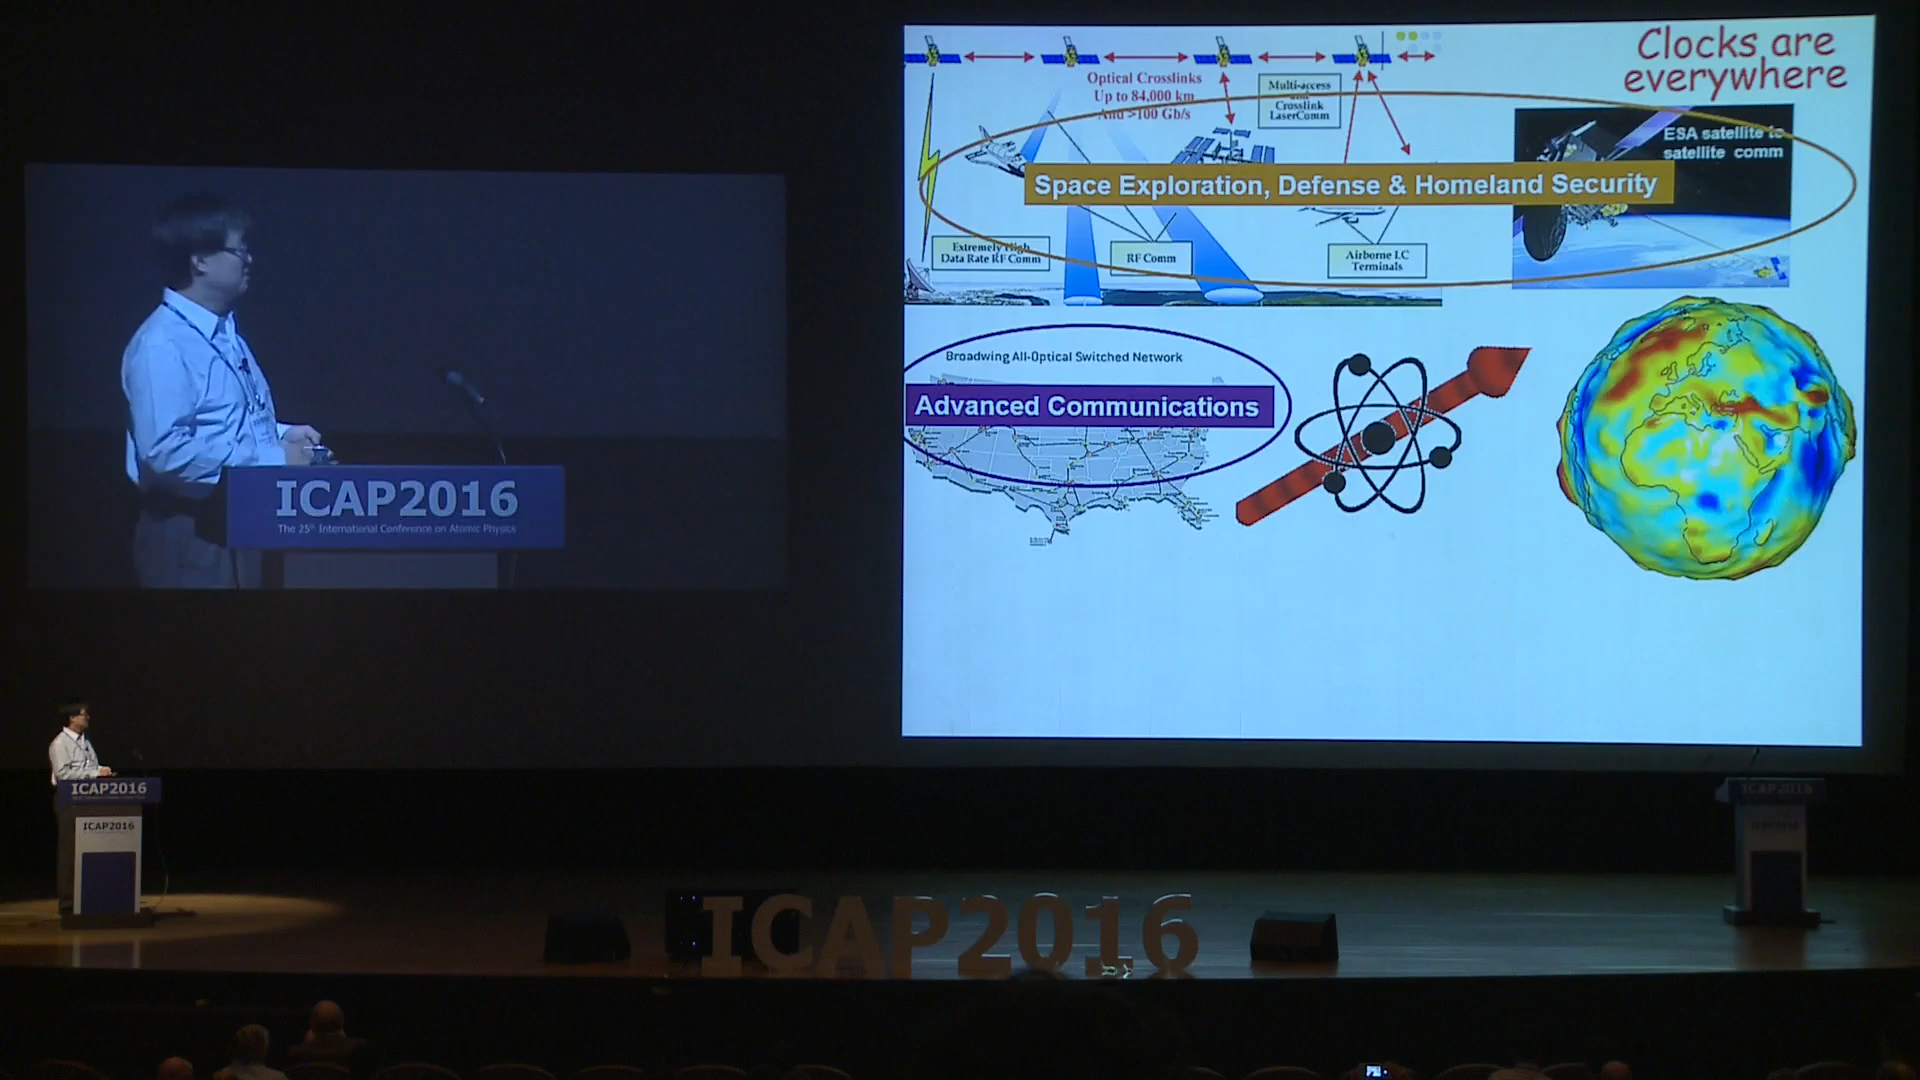 Clocks are
everywhere
Optical Crosslinks
Up to 84,000 km
And >100 Gb/s
Multi-access
and
Crosslink
LaserComm
ESA satellite to
satellite comm
Space Exploration, Defense & Homeland Security
Extremely High
Data Rate RF Comm
RF Comm
Airborne LC
Terminals
Broadwing All-Optical Switched Network
Advanced Communications
ICAP2016
The 25th International Conference on Atomic Physics
ICAP2016
ICAP2016
ICAP2016
ICAP2016